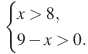 x > 8,
9 − x > 0.